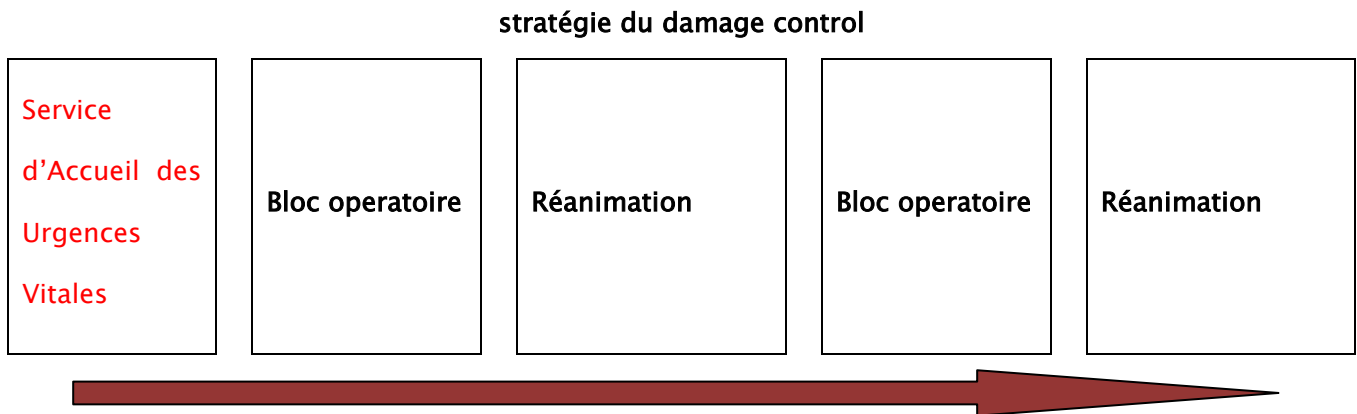 stratégie du damage control
Service
d’Accueil des
Urgences
Vitales
Bloc operatoire
Réanimation
Bloc operatoire
Réanimation